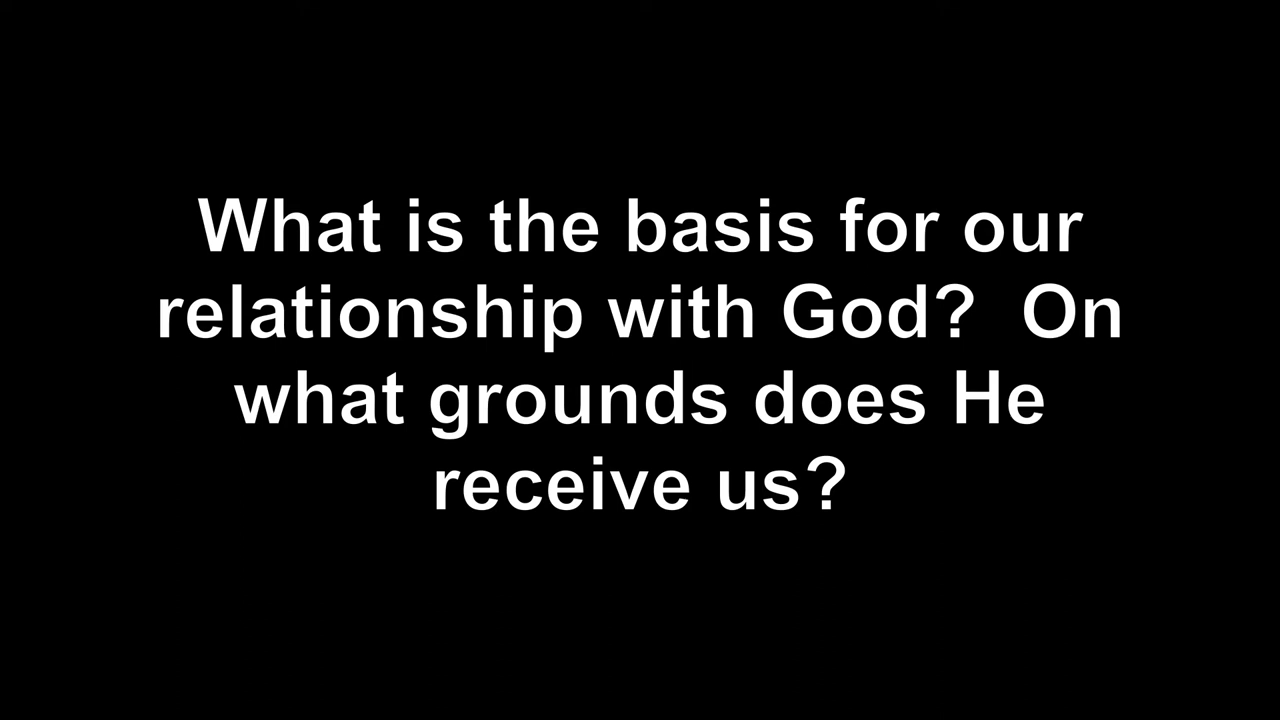 What is the basis for our
relationship with God?  On
what grounds does He
receive us?